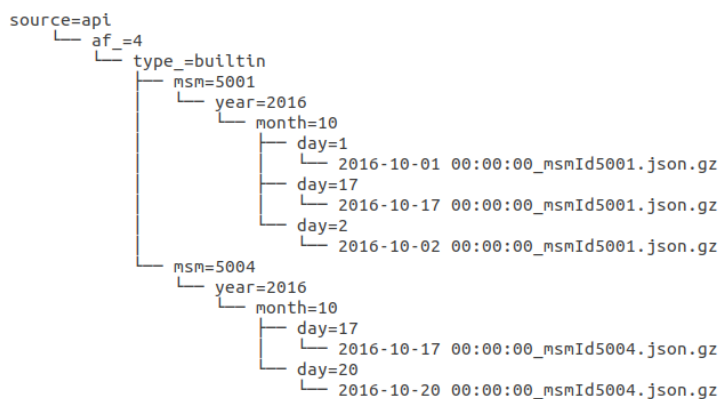 source=api
└── af_=4
└── type_=builtin
├── msm=5001
│ └── year=2016
│ └── month=10
│ ├── day=1
│ │ └── 2016-10-01 00:00:00_msmId5001.json.gz
│ ├── day=17
│ │ └── 2016-10-17 00:00:00_msmId5001.json.gz
│ └── day=2
│ └── 2016-10-02 00:00:00_msmId5001.json.gz
└── msm=5004
└── year=2016
└── month=10
├── day=17
│ └── 2016-10-17 00:00:00_msmId5004.json.gz
└── day=20
└── 2016-10-20 00:00:00_msmId5004.json.gz